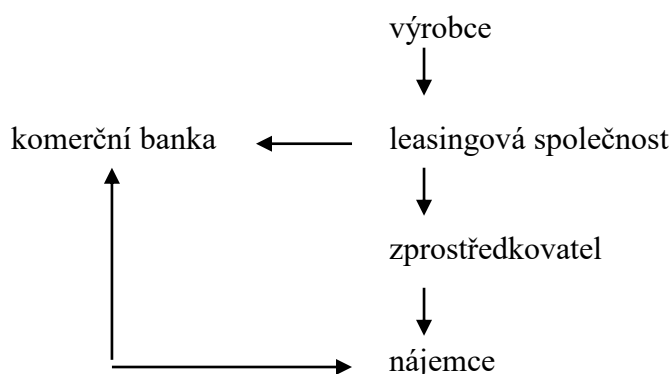 výrobce
komerční banka
leasingová společnost
zprostředkovatel
nájemce